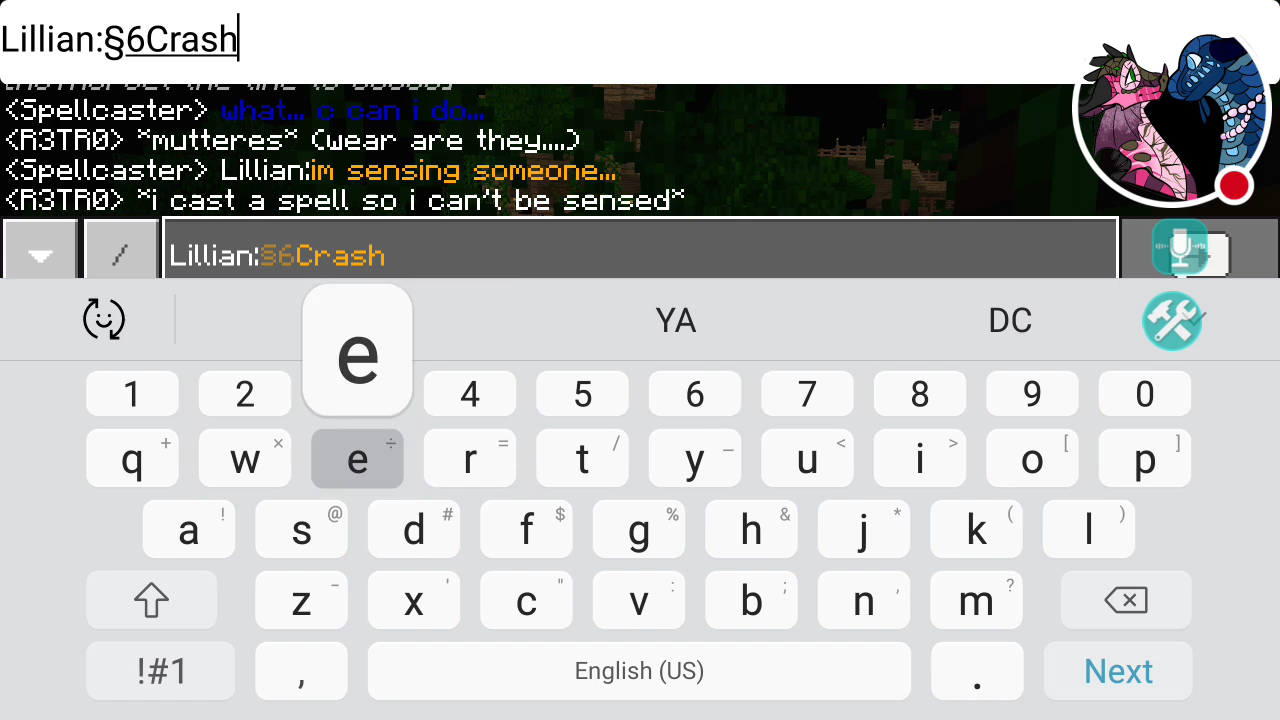 Lillian:§6Crash
<Spellcaster> what... c can i do...
<R3TR0> *mutteres* (wear are they....)
<Spellcaster> Lillian:im sensing someone...
<R3TR0> *i cast a spell so i can't be sensed*
/ Lillian:§6Crash
e YA DC
1 2 4 5 6 7 8 9 0
q + w × e ÷ r = t / y _ u < i > o [ p ]
a ! s @ d # f $ g % h & j * k ( l )
z - x ' c " v : b ; n , m ?
!#1 , English (US) . Next